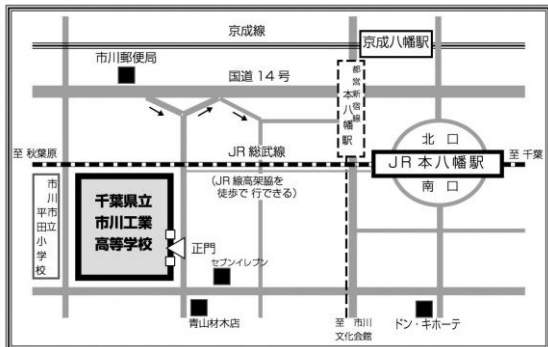 京成線
京成八幡駅
市川郵便局
国道14号
都営新宿線
本八幡駅
北口
至 秋葉原
JR 総武線
JR 本八幡駅
至 千葉
(JR 線高架脇を
徒歩で 行できる)
南口
市川市立
平田小学校
千葉県立
市川工業
高等学校
正門
セブンイレブン
青山材木店
至 市川
文化会館
ドン・キホーテ